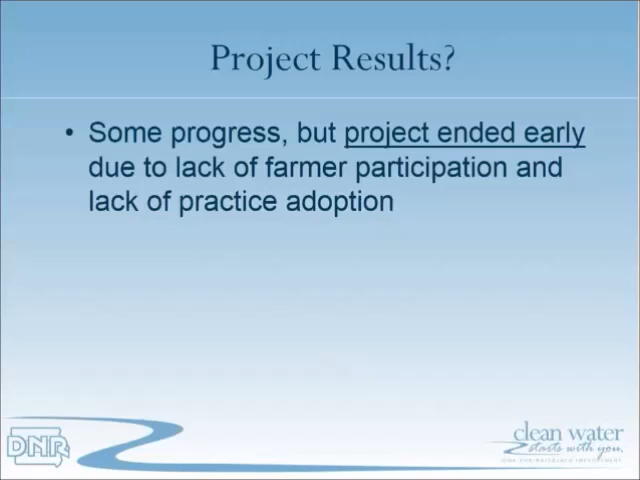 Project Results?
• Some progress, but project ended early
due to lack of farmer participation and
lack of practice adoption
DNR
clean water
starts with you.